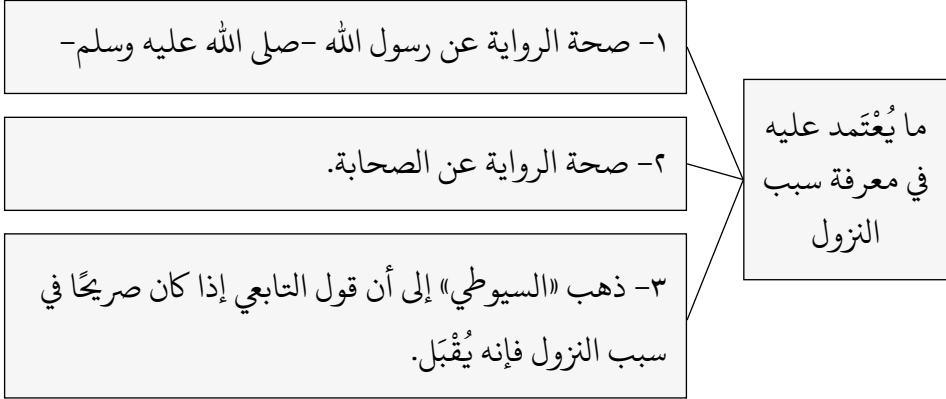 ما يُعْتَمد عليه
في معرفة سبب
النزول
١- صحة الرواية عن رسول الله -صلى الله عليه وسلم-
٢- صحة الرواية عن الصحابة.
٣- ذهب «السيوطي» إلى أن قول التابعي إذا كان صريحًا في
سبب النزول فإنه يُقْبَل.